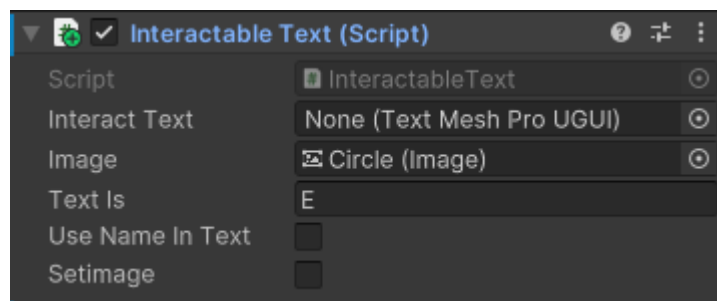 Interactable Text (Script)
Script InteractableText
Interact Text None (Text Mesh Pro UGUI)
Image Circle (Image)
Text Is E
Use Name In Text
Setimage